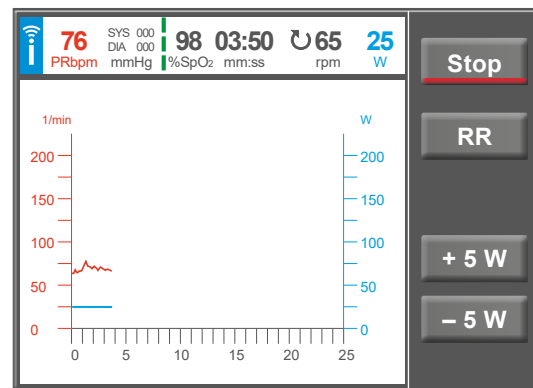 76 SYS 000 98 03:50 65 25
DIA 000
PRbpm mmHg %SpO₂ mm:ss rpm W
Stop
1/min W
RR
200 200
150 150
100 100
+ 5 W
50 50
– 5 W
0 0
0 5 10 15 20 25